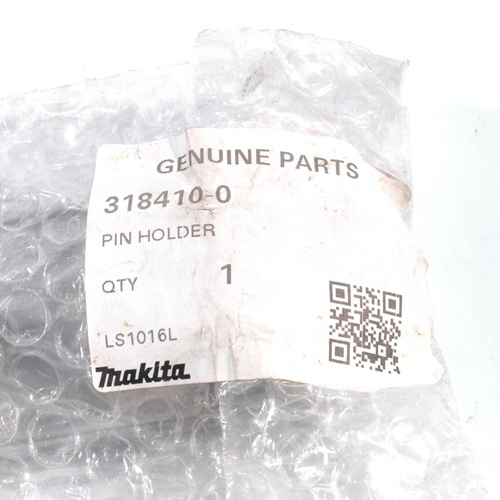 GENUINE PARTS
318410-0
PIN HOLDER
QTY 1
LS1016L
makita